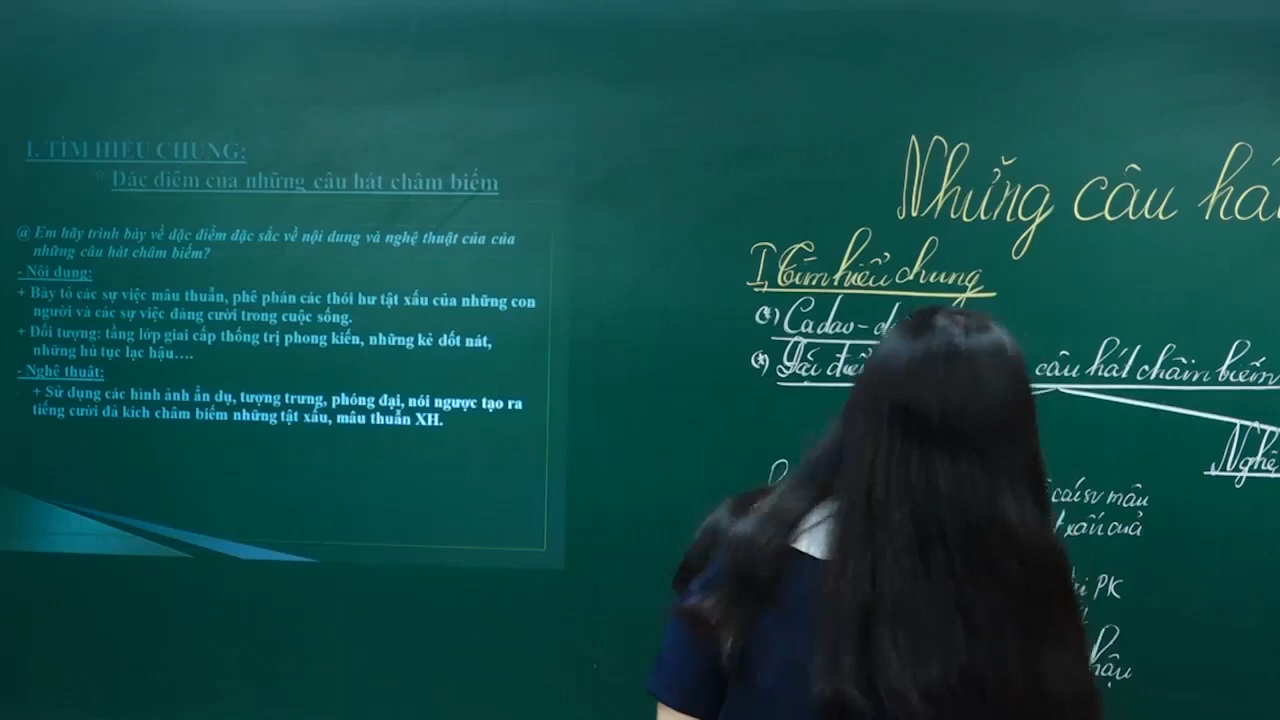 I. TÌM HIỂU CHUNG:
* Đặc điểm của những câu hát châm biếm
@ Em hãy trình bày về đặc điểm đặc sắc về nội dung và nghệ thuật của của
những câu hát châm biếm?
- Nội dung:
+ Bày tỏ các sự việc mâu thuẫn, phê phán các thói hư tật xấu của những con
người và các sự việc đáng cười trong cuộc sống.
+ Đối tượng: tầng lớp giai cấp thống trị phong kiến, những kẻ dốt nát,
những hủ tục lạc hậu….
- Nghệ thuật:
+ Sử dụng các hình ảnh ẩn dụ, tượng trưng, phóng đại, nói ngược tạo ra
tiếng cười đả kích châm biếm những tật xấu, mâu thuẫn XH.
Những câu
I, Tìm hiểu chung
Ca dao -
câu hát châm biếm
mâu
xấu của
PK
hậu